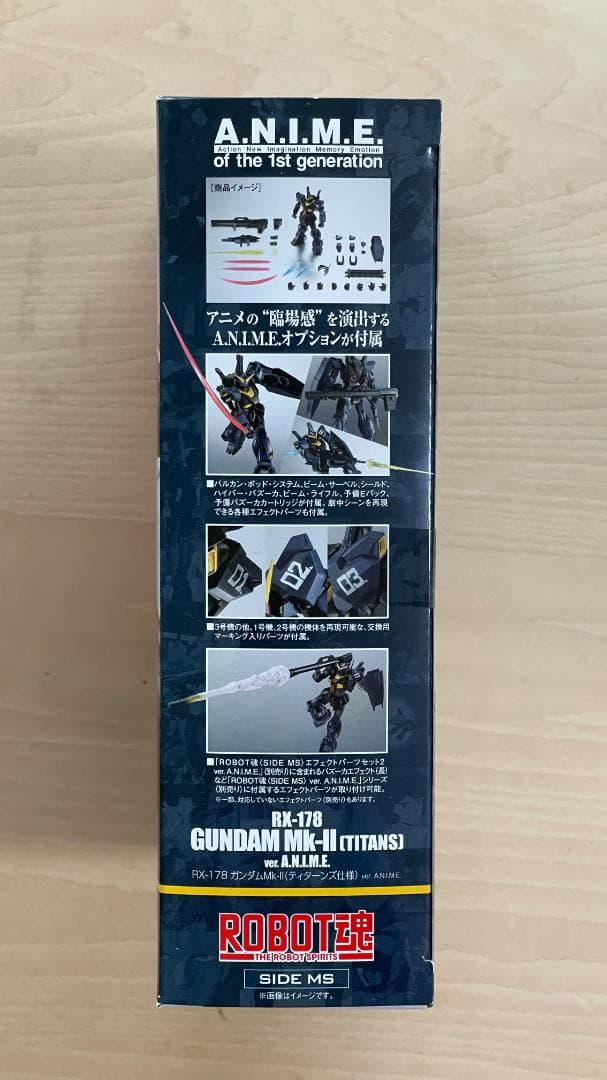 A.N.I.M.E.
Action New Imagination Memory Emotion
of the 1st generation
［商品イメージ］
アニメの“臨場感”を演出する
A.N.I.M.E.オプションが付属
■バルカン・ポッド・システム、ビーム・サーベル、シールド、
ハイパー・バズーカ、ビーム・ライフル、予備Eパック、
予備バズーカカートリッジが付属。劇中シーンを再現
できる各種エフェクトパーツも付属。
01 02 03
■3号機の他、1号機、2号機の機体を再現可能な、交換用
マーキング入りパーツが付属。
■「ROBOT魂〈SIDE MS〉エフェクトパーツセット2
ver. A.N.I.M.E.」（別売り）に含まれるバズーカエフェクト（長）
など「ROBOT魂〈SIDE MS〉ver. A.N.I.M.E.」シリーズ
（別売り）に付属するエフェクトパーツが取り付け可能。
※一部、対応していないエフェクトパーツ（別売り）もあります。
RX-178
GUNDAM Mk-II (TITANS)
ver. A.N.I.M.E.
RX-178 ガンダムMk-II（ティターンズ仕様） ver. A.N.I.M.E.
ROBOT魂
THE ROBOT SPIRITS
SIDE MS
※画像はイメージです。